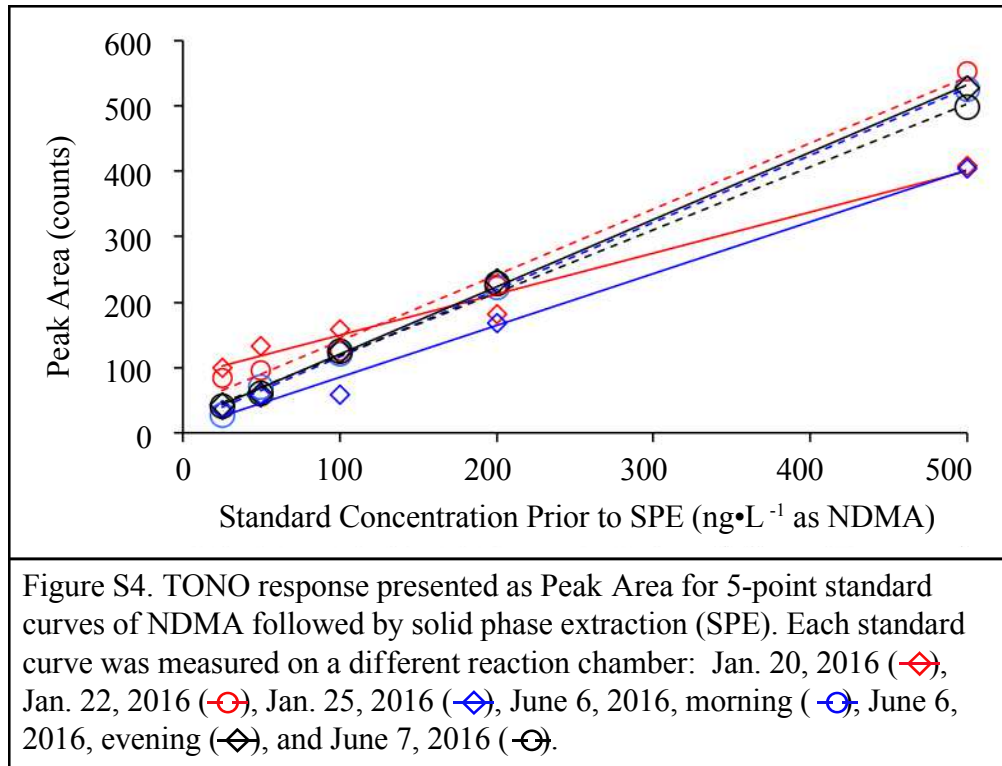 600
500
400
300
200
100
0
Peak Area (counts)
0 100 200 300 400 500
Standard Concentration Prior to SPE (ng•L⁻¹ as NDMA)
Figure S4. TONO response presented as Peak Area for 5-point standard
curves of NDMA followed by solid phase extraction (SPE). Each standard
curve was measured on a different reaction chamber: Jan. 20, 2016 (),
Jan. 22, 2016 (), Jan. 25, 2016 (), June 6, 2016, morning ( ), June 6,
2016, evening (), and June 7, 2016 ( ).